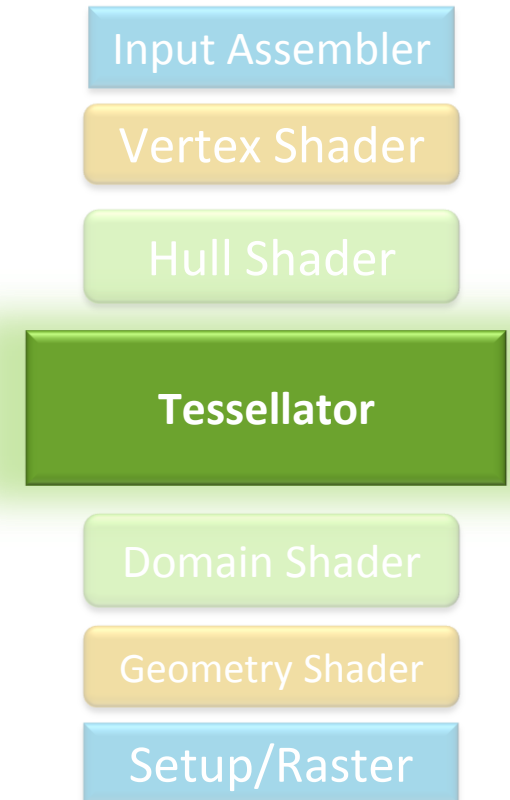 Input Assembler
Vertex Shader
Hull Shader
Tessellator
Domain Shader
Geometry Shader
Setup/Raster